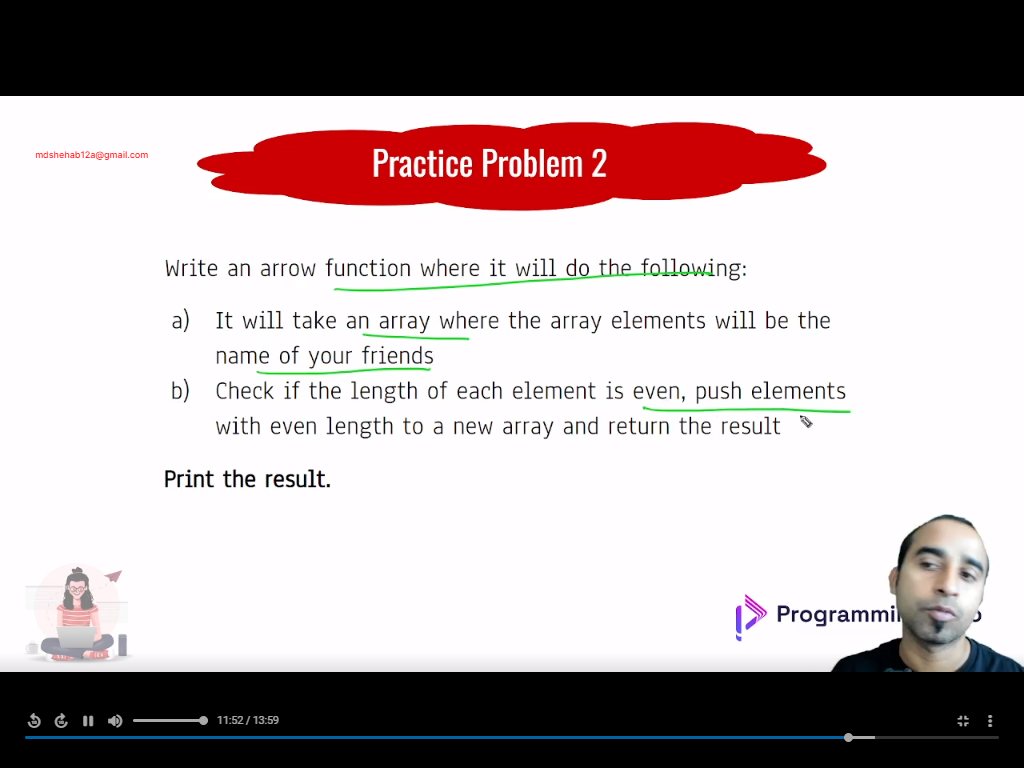 mdshehab12a@gmail.com
Practice Problem 2
Write an arrow function where it will do the following:
a) It will take an array where the array elements will be the
name of your friends
b) Check if the length of each element is even, push elements
with even length to a new array and return the result
Print the result.
11:52 / 13:59